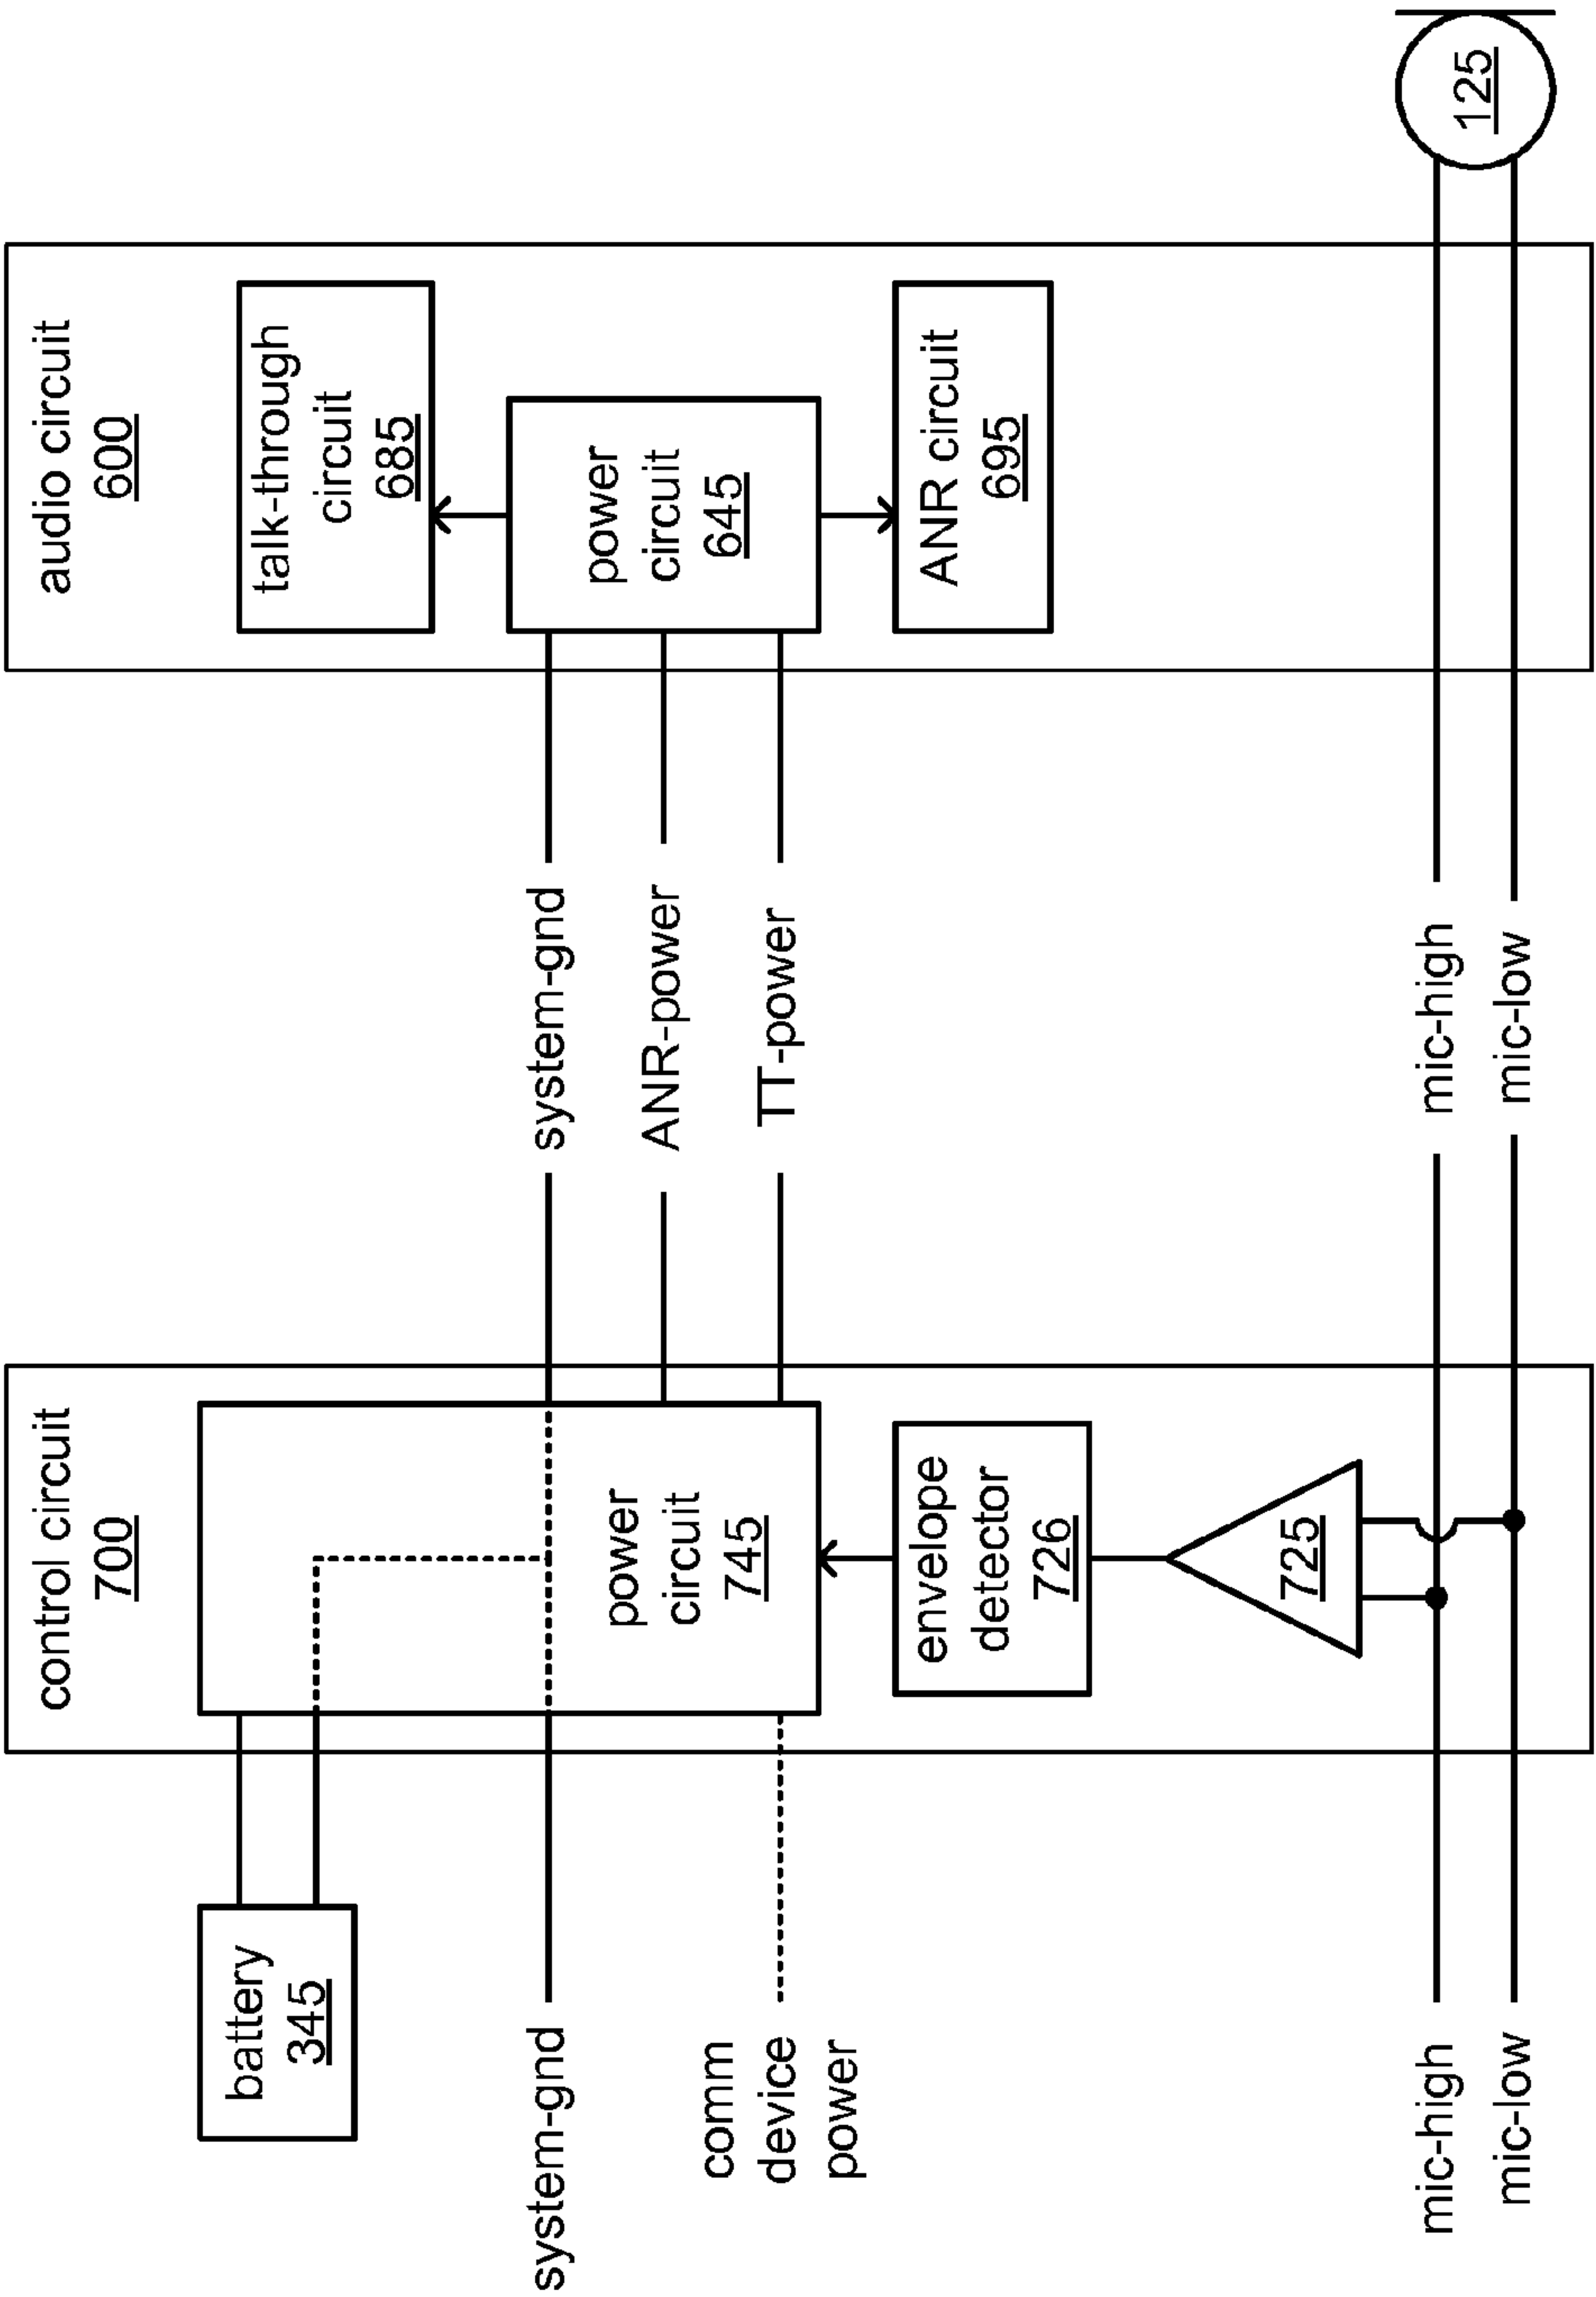 control circuit
700
audio circuit
600
battery
345
talk-through
circuit
685
system-gnd
system-gnd
power
circuit
745
ANR-power
power
circuit
645
comm
device
power
TT-power
envelope
detector
726
ANR circuit
695
725
mic-high
mic-high
mic-low
mic-low
125